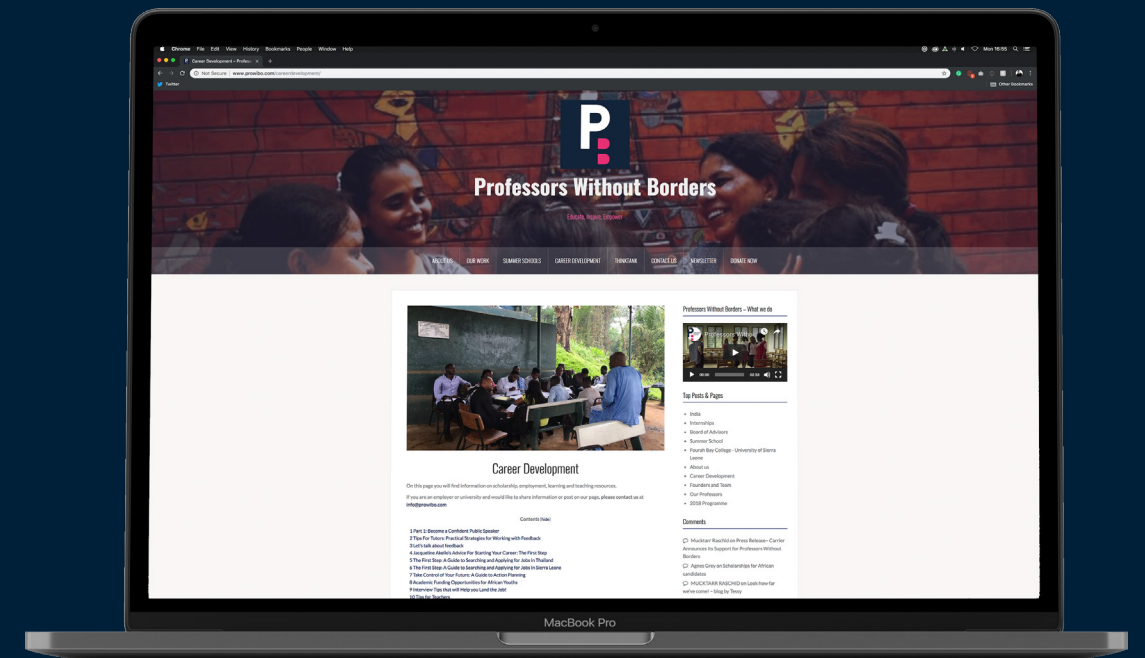 Chrome File Edit View History Bookmarks People Window Help
Mon 16:55
Career Development – Profess
Not Secure | www.prowibo.com/careerdevelopment/
Twitter
Other Bookmarks
P
Professors Without Borders
Educate, Inspire, Empower
ABOUT US OUR WORK SUMMER SCHOOLS CAREER DEVELOPMENT THINKTANK CONTACT US NEWSLETTER DONATE NOW
Career Development
On this page you will find information on scholarship, employment, learning and teaching resources.
If you are an employer or university and would like to share information or post on our page, please contact us at
info@prowibo.com
Contents [hide]
1 Part 1: Become a Confident Public Speaker
2 Tips For Tutors: Practical Strategies for Working with Feedback
3 Let's talk about feedback
4 Jacqueline Akello's Advice For Starting Your Career: The First Step
5 The First Step: A Guide to Searching and Applying for Jobs in Thailand
6 The First Step: A Guide to Searching and Applying for Jobs in Sierra Leone
7 Take Control of Your Future: A Guide to Action Planning
8 Academic Funding Opportunities for African Youths
9 Interview Tips that will Help you Land the Job!
10 Tips for Teachers
Professors Without Borders – What we do
Professors Witho
00:00 00:50
Top Posts & Pages
India
Internships
Board of Advisors
Summer School
Fourah Bay College - University of Sierra
Leone
About us
Career Development
Founders and Team
Our Professors
2018 Programme
Comments
Mucktarr Raschid on Press Release– Carrier
Announces Its Support for Professors Without
Borders
Agnes Grey on Scholarships for African
candidates
MUCKTARR RASCHID on Look how far
we've come! – blog by Tessy
MacBook Pro